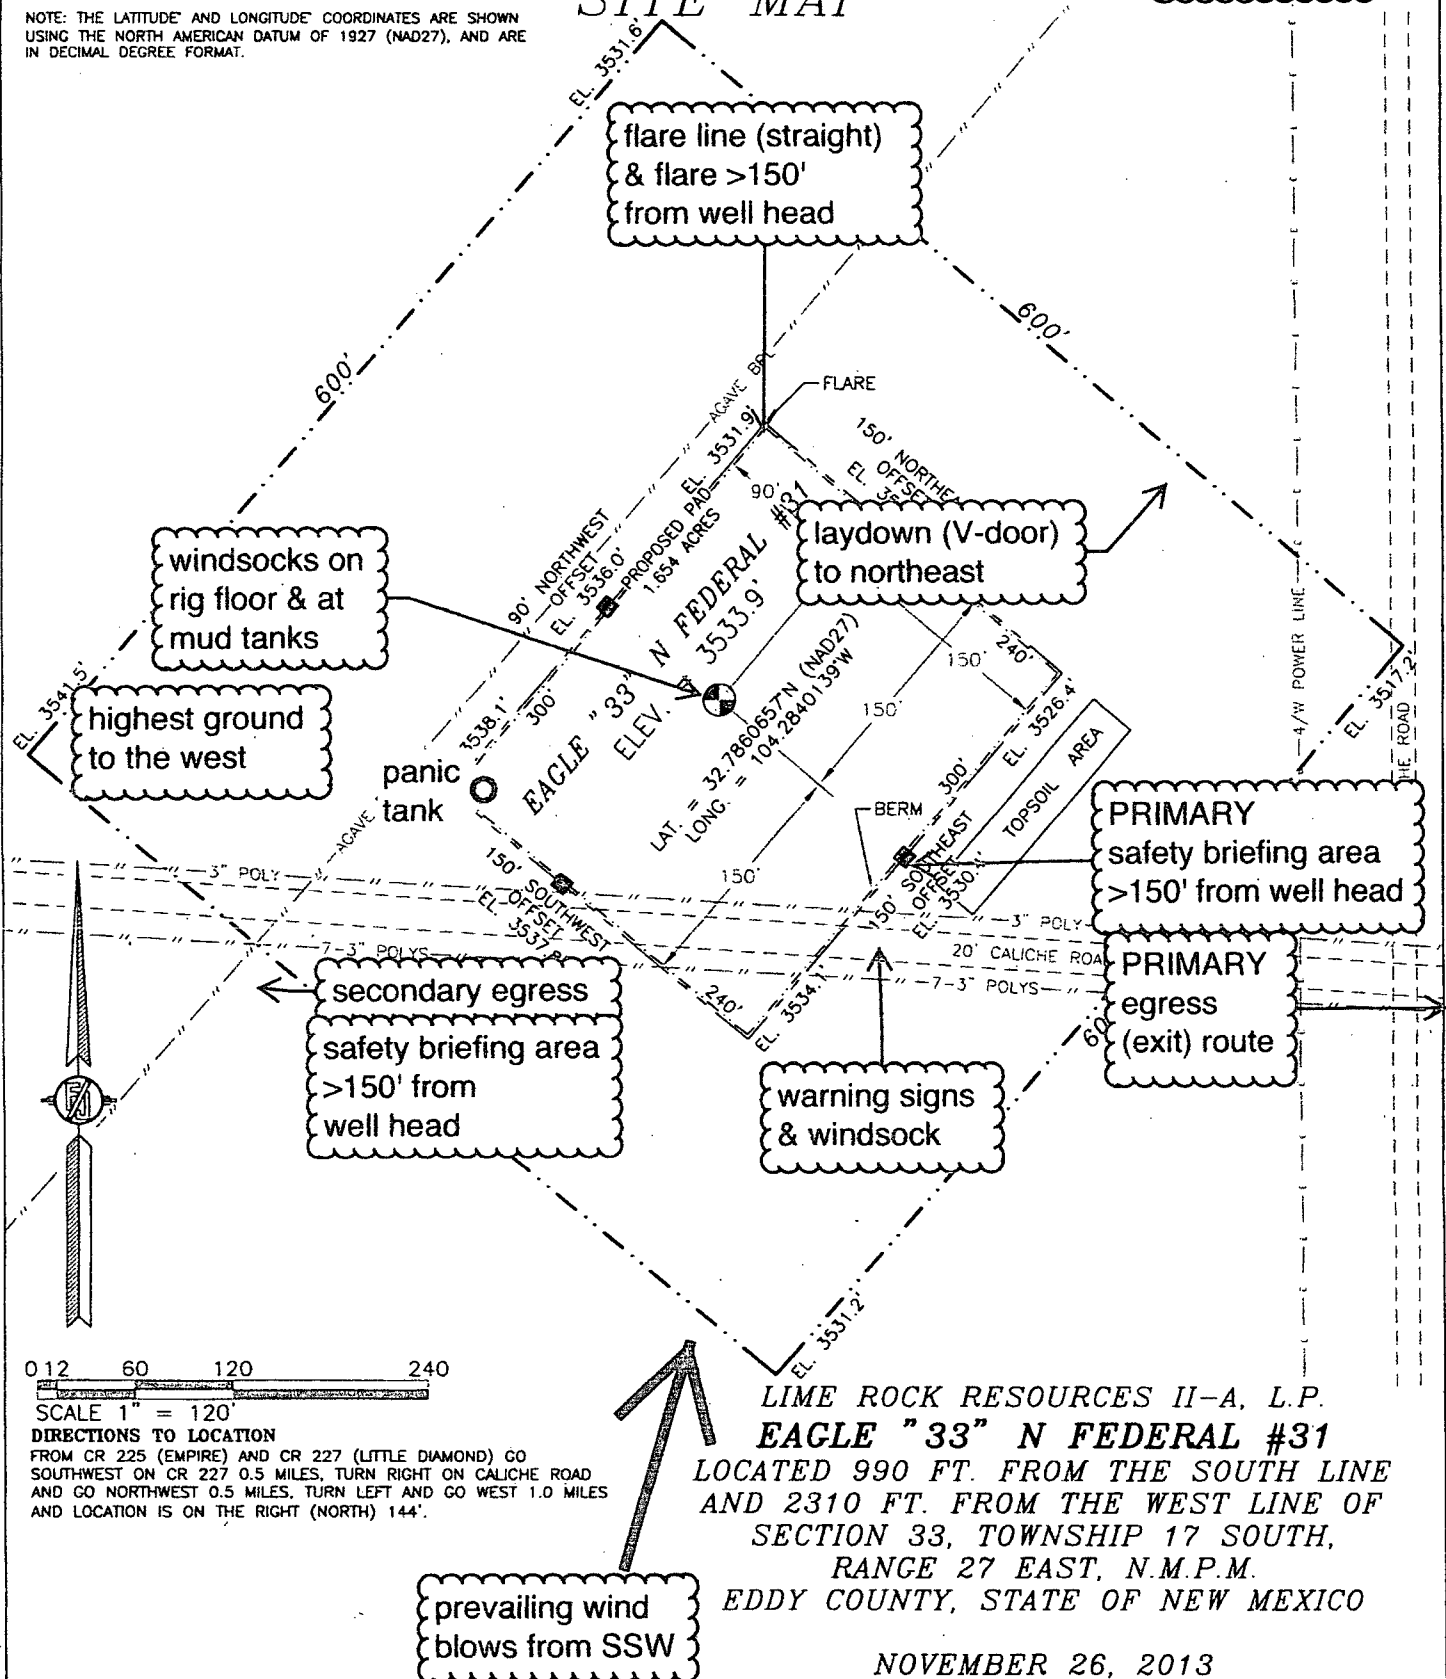 SITE MAP
NOTE: THE LATITUDE AND LONGITUDE COORDINATES ARE SHOWN
USING THE NORTH AMERICAN DATUM OF 1927 (NAD27), AND ARE
IN DECIMAL DEGREE FORMAT.
EL. 3531.6'
flare line (straight)
& flare >150'
from well head
600'
600'
AGAVE BPL
FLARE
EL. 3531.9'
150' NORTHEA
OFFSE
EL. 35
90'
PROPOSED PAD
1.654 ACRES
90' NORTHWEST
OFFSET
EL. 3536.0'
laydown (V-door)
to northeast
windsocks on
rig floor & at
mud tanks
EAGLE "33" N FEDERAL #31
ELEV. 3533.9'
LAT. = 32.7860657°N (NAD27)
LONG. = 104.2840139°W
150'
240'
150'
EL. 3541.5'
highest ground
to the west
3538.1'
300'
panic
tank
AGAVE
EL. 3526.4'
300'
TOPSOIL AREA
BERM
4/W POWER LINE
EL. 3517.2'
HE ROAD
PRIMARY
safety briefing area
>150' from well head
3" POLY
150' SOUTHWEST
OFFSET
EL. 3537.
150'
150' SOUTHEAST
OFFSET
EL. 3530.
3" POLY
7-3" POLYS
20' CALICHE ROA
7-3" POLYS
PRIMARY
egress
(exit) route
secondary egress
safety briefing area
>150' from
well head
240'
EL. 3534.1'
60
warning signs
& windsock
EL. 3531.2'
0 12 60 120 240
SCALE 1" = 120'
DIRECTIONS TO LOCATION
FROM CR 225 (EMPIRE) AND CR 227 (LITTLE DIAMOND) GO
SOUTHWEST ON CR 227 0.5 MILES, TURN RIGHT ON CALICHE ROAD
AND GO NORTHWEST 0.5 MILES, TURN LEFT AND GO WEST 1.0 MILES
AND LOCATION IS ON THE RIGHT (NORTH) 144'.
LIME ROCK RESOURCES II-A, L.P.
EAGLE "33" N FEDERAL #31
LOCATED 990 FT. FROM THE SOUTH LINE
AND 2310 FT. FROM THE WEST LINE OF
SECTION 33, TOWNSHIP 17 SOUTH,
RANGE 27 EAST, N.M.P.M.
EDDY COUNTY, STATE OF NEW MEXICO
prevailing wind
blows from SSW
NOVEMBER 26, 2013